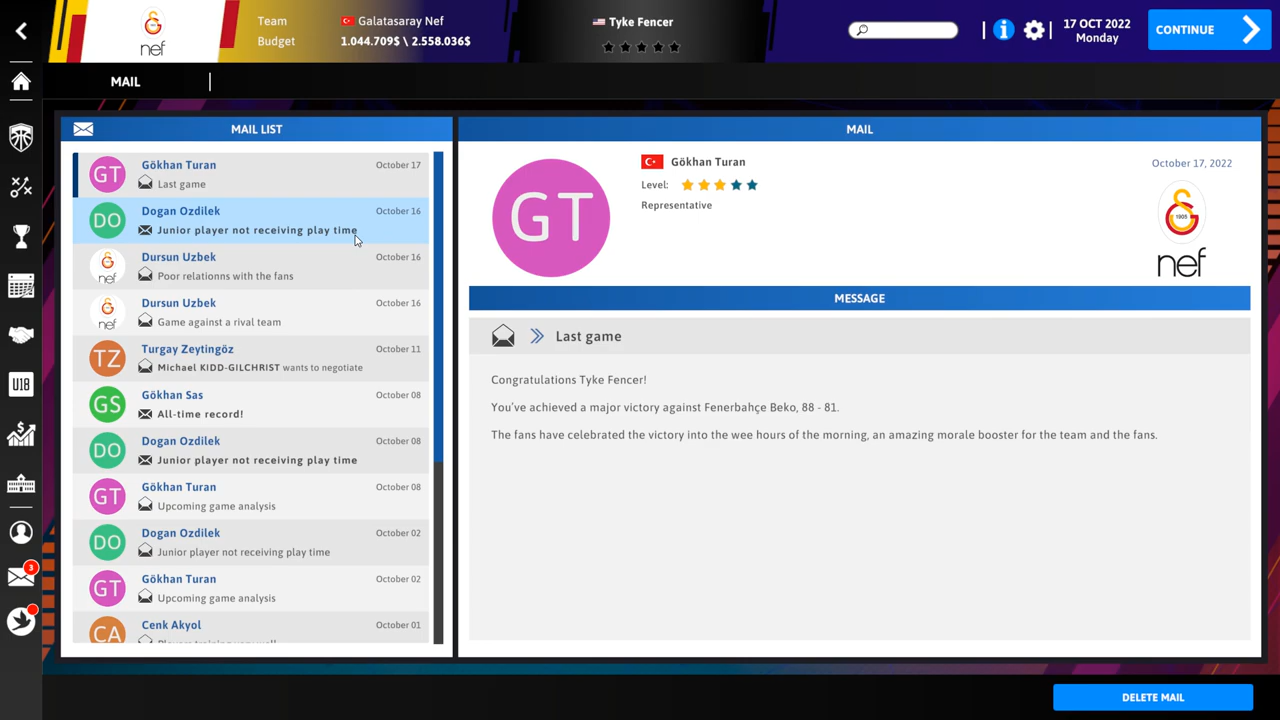 nef
Team
Galatasaray Nef
Budget
1.044.709$ \ 2.558.036$
Tyke Fencer
i
17 OCT 2022
Monday
CONTINUE
MAIL
MAIL LIST
GT
Gökhan Turan
October 17
Last game
DO
Dogan Ozdilek
October 16
Junior player not receiving play time
nef
Dursun Uzbek
October 16
Poor relationns with the fans
nef
Dursun Uzbek
October 16
Game against a rival team
TZ
Turgay Zeytingöz
October 11
Michael KIDD-GILCHRIST wants to negotiate
GS
Gökhan Sas
October 08
All-time record!
DO
Dogan Ozdilek
October 08
Junior player not receiving play time
GT
Gökhan Turan
October 08
Upcoming game analysis
DO
Dogan Ozdilek
October 02
Junior player not receiving play time
GT
Gökhan Turan
October 02
Upcoming game analysis
CA
Cenk Akyol
October 01
U18
3
MAIL
GT
Gökhan Turan
Level:
Representative
October 17, 2022
1905
nef
MESSAGE
Last game
Congratulations Tyke Fencer!
You've achieved a major victory against Fenerbahçe Beko, 88 - 81.
The fans have celebrated the victory into the wee hours of the morning, an amazing morale booster for the team and the fans.
DELETE MAIL